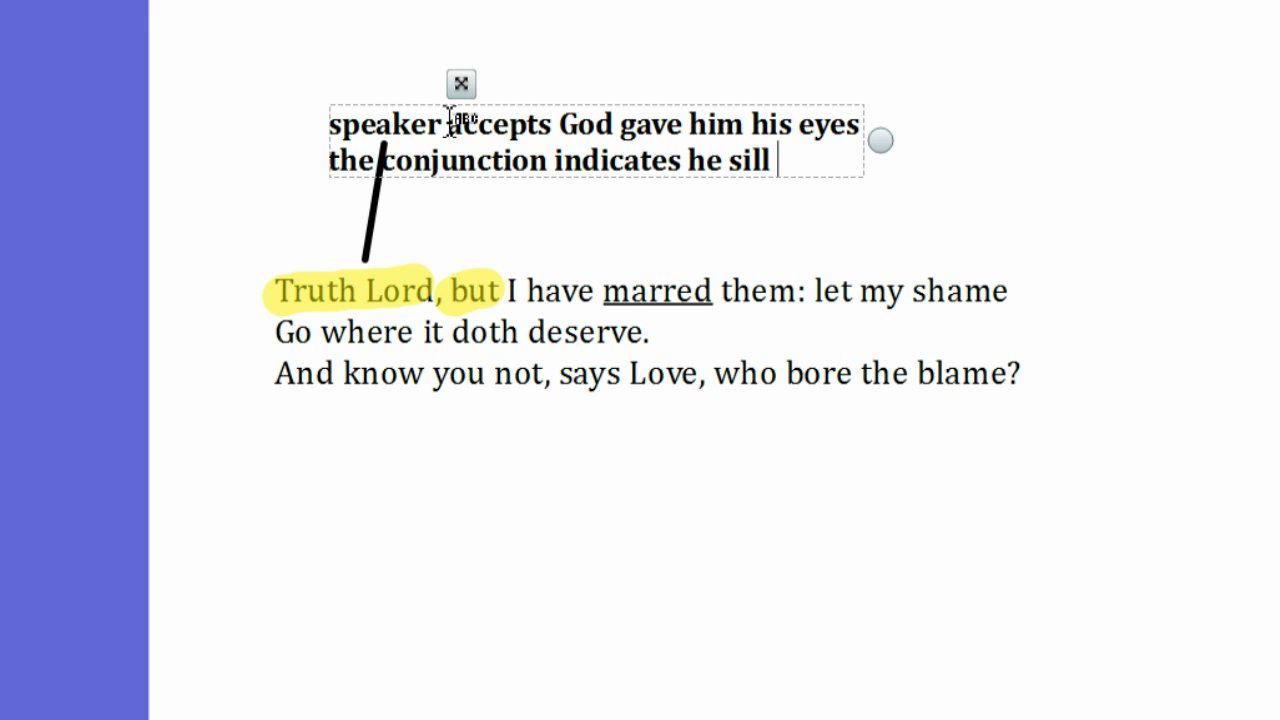 speaker accepts God gave him his eyes
the conjunction indicates he sill
Truth Lord, but I have marred them: let my shame
Go where it doth deserve.
And know you not, says Love, who bore the blame?